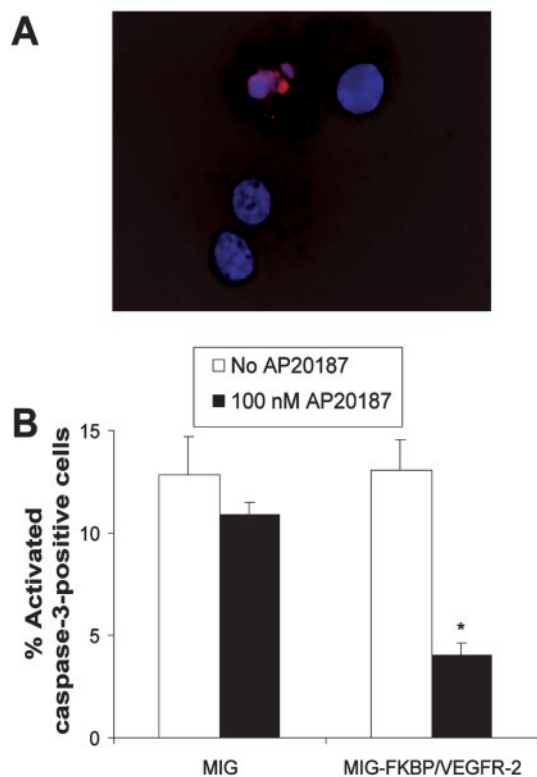 A
No AP20187
100 nM AP20187
B
% Activated
caspase-3-positive cells
15
10
5
0
*
MIG
MIG-FKBP/VEGFR-2